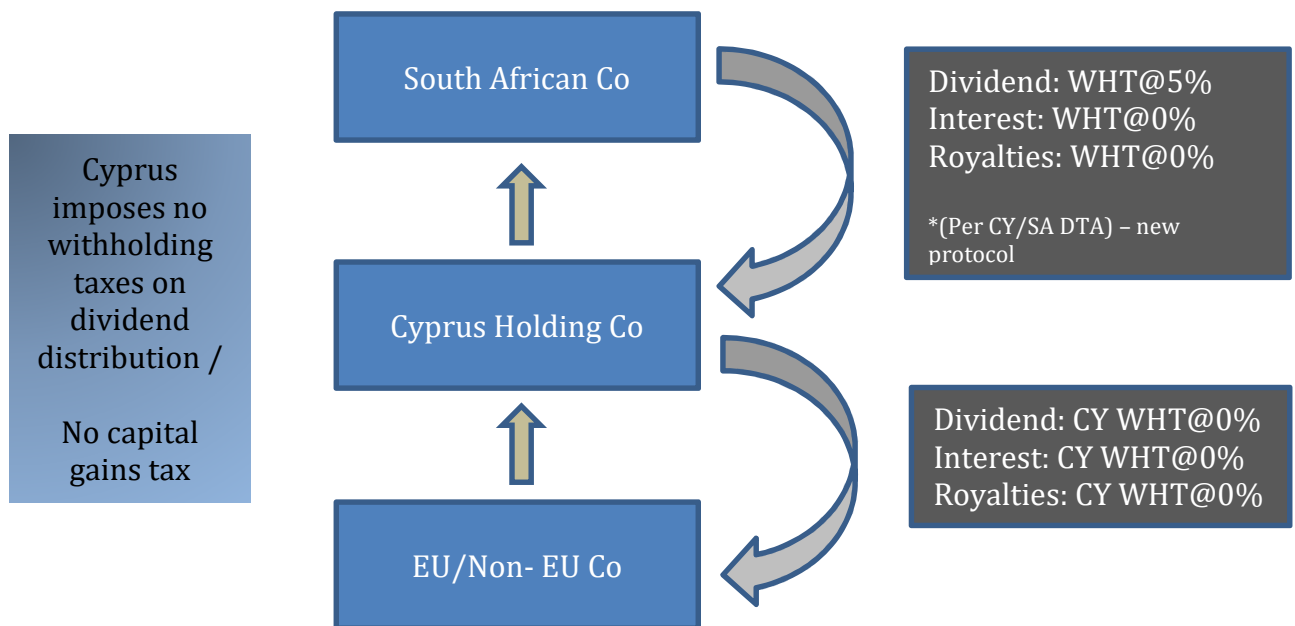 South African Co
Dividend: WHT@5%
Interest: WHT@0%
Royalties: WHT@0%
*(Per CY/SA DTA) – new
protocol
Cyprus
imposes no
withholding
taxes on
dividend
distribution /
No capital
gains tax
Cyprus Holding Co
Dividend: CY WHT@0%
Interest: CY WHT@0%
Royalties: CY WHT@0%
EU/Non- EU Co